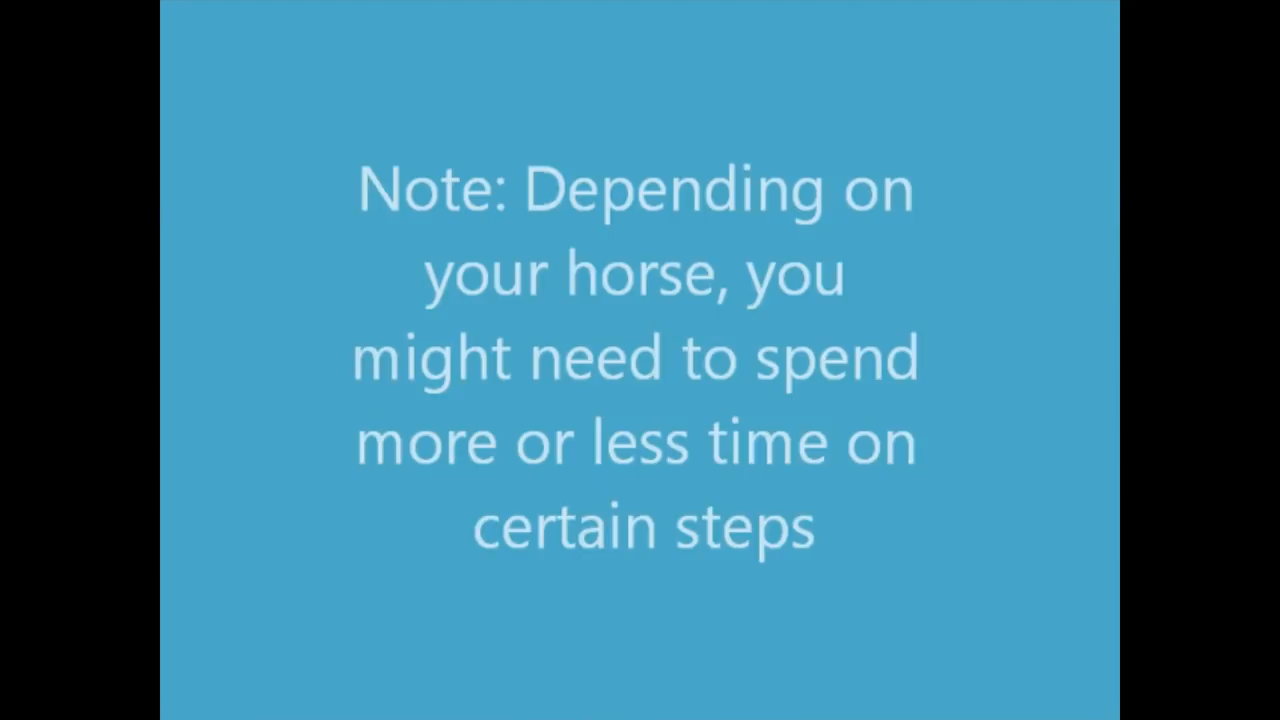 Note: Depending on
your horse, you
might need to spend
more or less time on
certain steps